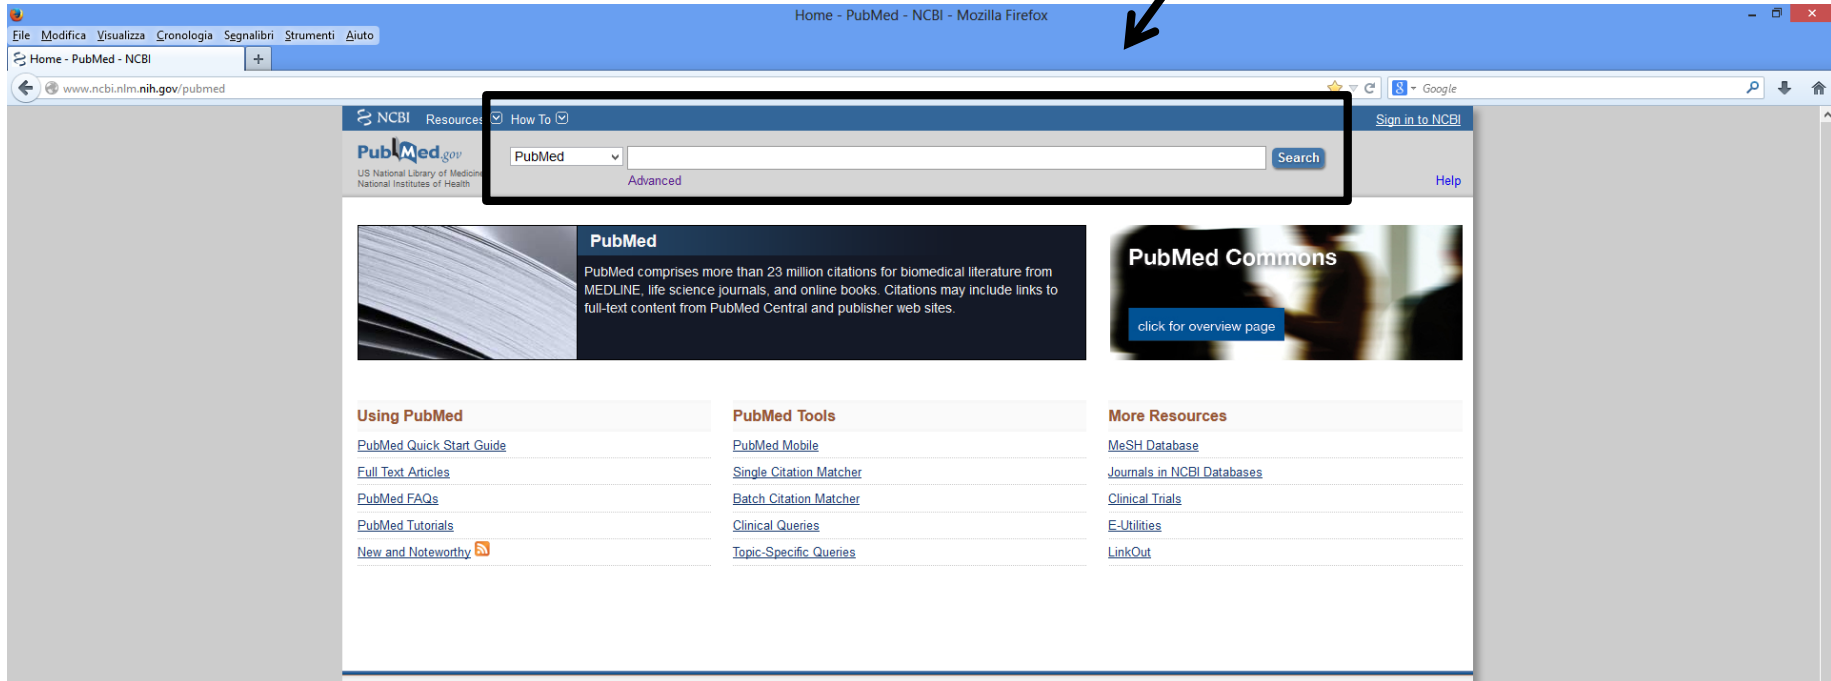 Home - PubMed - NCBI - Mozilla Firefox
File Modifica Visualizza Cronologia Segnalibri Strumenti Aiuto
Home - PubMed - NCBI
www.ncbi.nlm.nih.gov/pubmed
Google
NCBI Resources How To
Sign in to NCBI
PubMed.gov
US National Library of Medicine
National Institutes of Health
PubMed
Search
Advanced
Help
PubMed
PubMed comprises more than 23 million citations for biomedical literature from
MEDLINE, life science journals, and online books. Citations may include links to
full-text content from PubMed Central and publisher web sites.
PubMed Commons
click for overview page
Using PubMed
PubMed Quick Start Guide
Full Text Articles
PubMed FAQs
PubMed Tutorials
New and Noteworthy
PubMed Tools
PubMed Mobile
Single Citation Matcher
Batch Citation Matcher
Clinical Queries
Topic-Specific Queries
More Resources
MeSH Database
Journals in NCBI Databases
Clinical Trials
E-Utilities
LinkOut